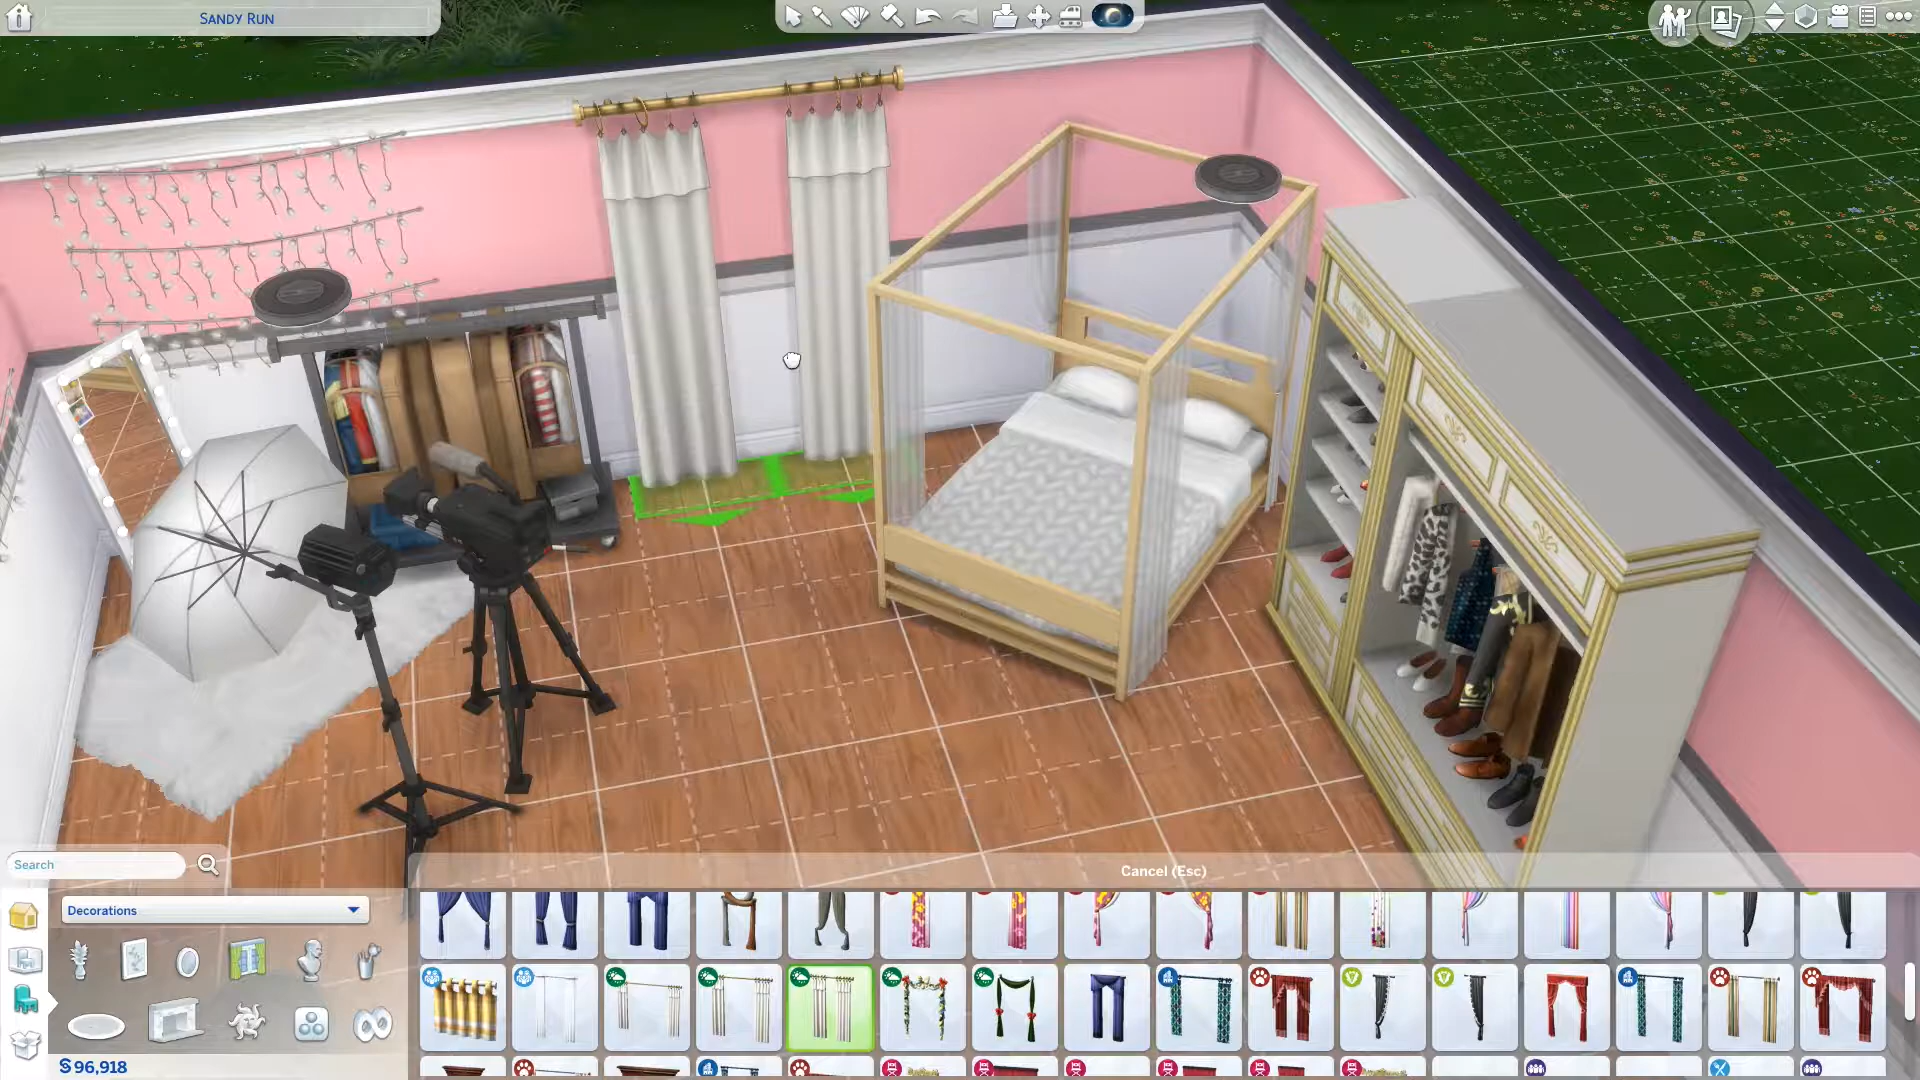 SANDY RUN
Search
Cancel (Esc)
Decorations
§96,918